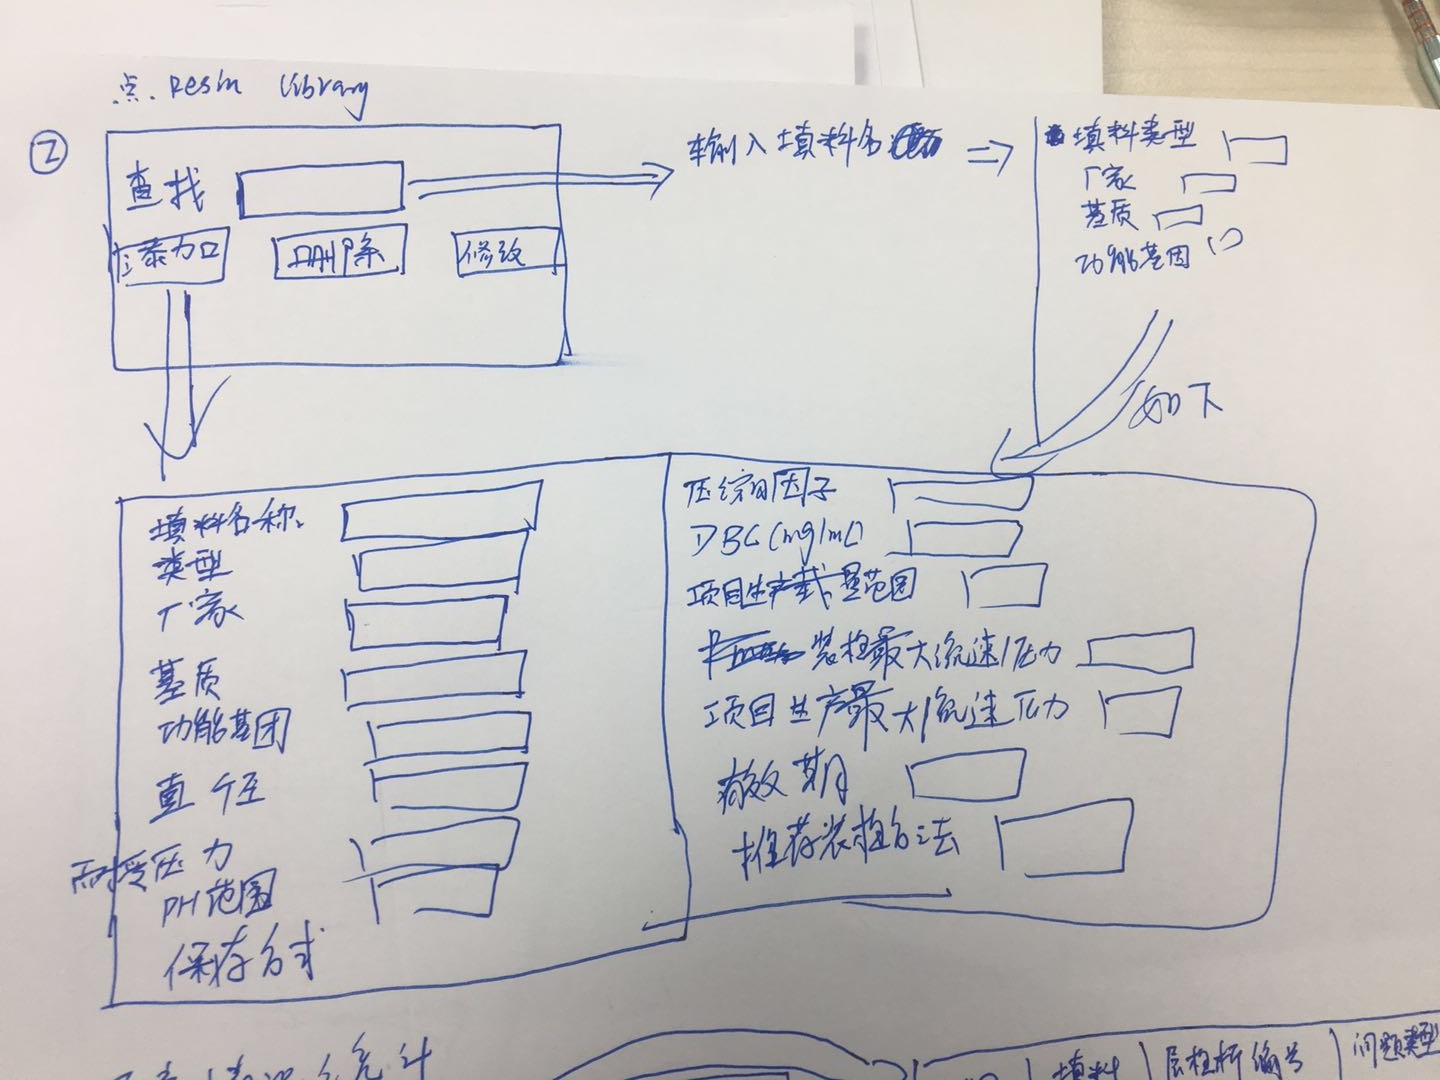 点. Resin Library
②
查找
输入填料名
添加
删除
修改
填料类型
厂家
基质
功能基团
如下
填料名称:
类型
厂家
基质
功能基团
直径
耐受压力
PH范围
保存方式
压缩因子
DBC(mg/mL)
项目生产载量范围
装柱最大流速/压力
项目生产最大流速/压力
有效期
推荐装柱方法
填料
层析柱编号
问题类型